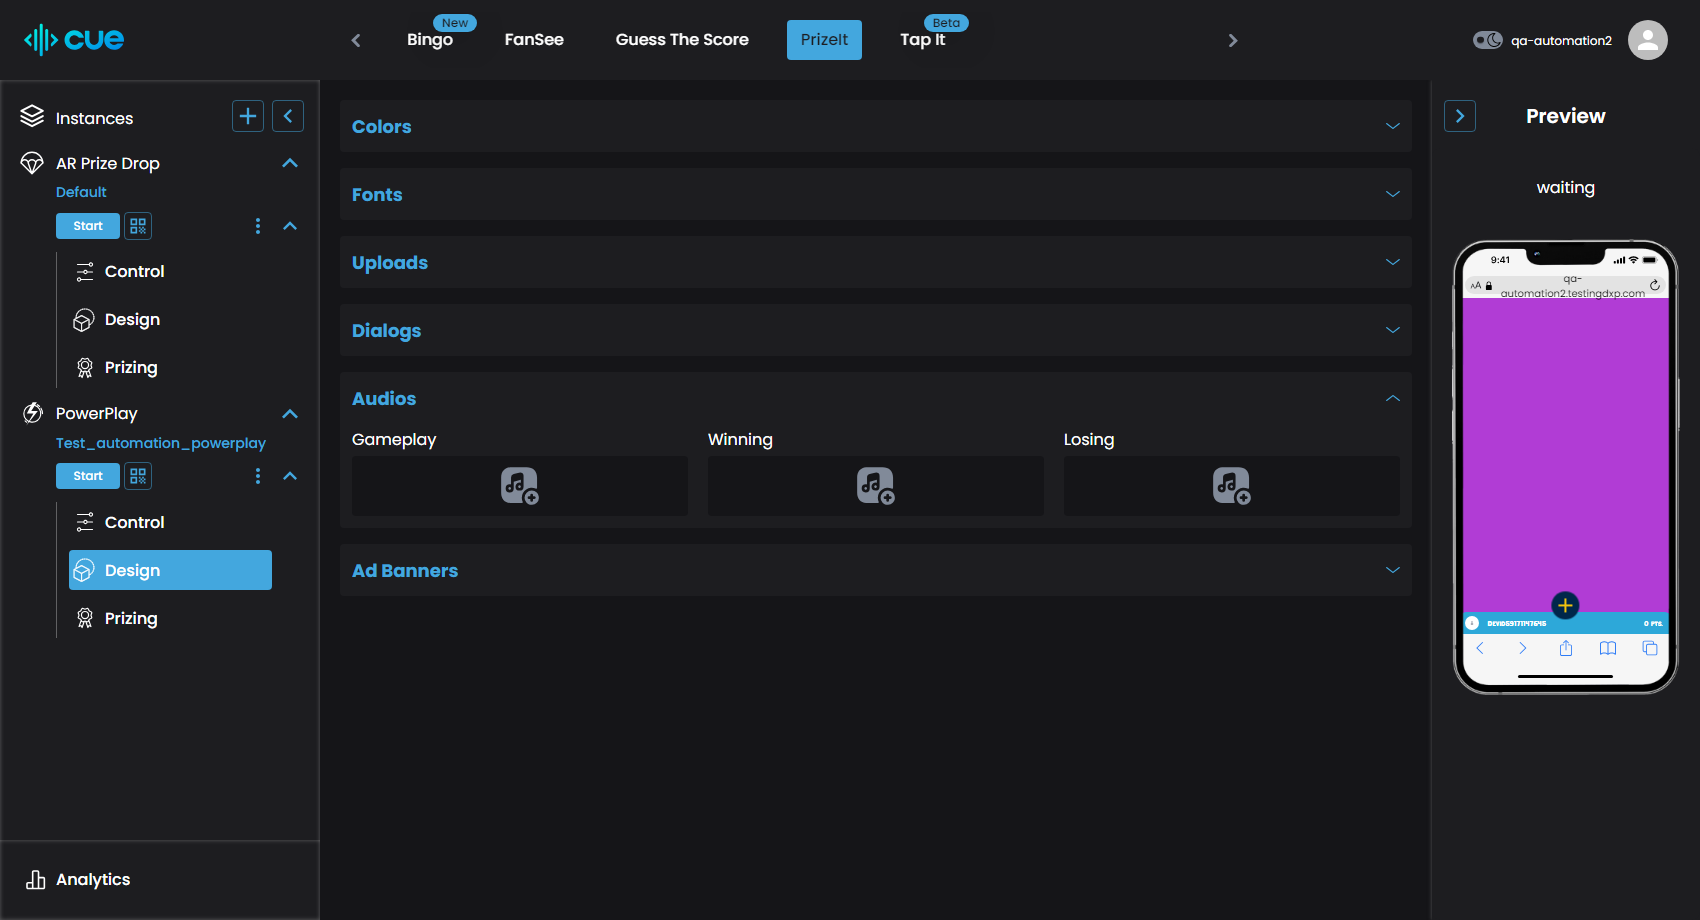 cue
Bingo
New
FanSee
Guess The Score
PrizeIt
Tap It
Beta
qa-automation2
Instances
AR Prize Drop
Default
Start
Control
Design
Prizing
PowerPlay
Test_automation_powerplay
Start
Control
Design
Prizing
Analytics
Colors
Fonts
Uploads
Dialogs
Audios
Gameplay
Winning
Losing
Ad Banners
Preview
waiting
9:41
AA
qa-
automation2.testingdxp.com
0 PTS.